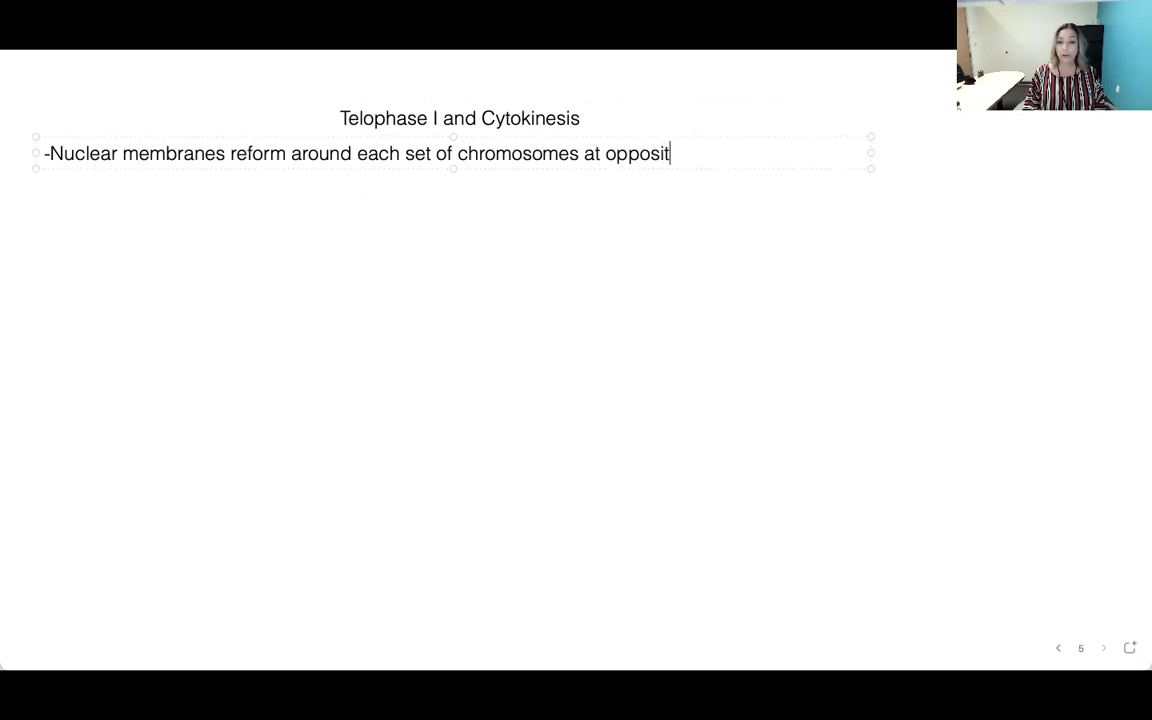 Telophase I and Cytokinesis
-Nuclear membranes reform around each set of chromosomes at opposit
5